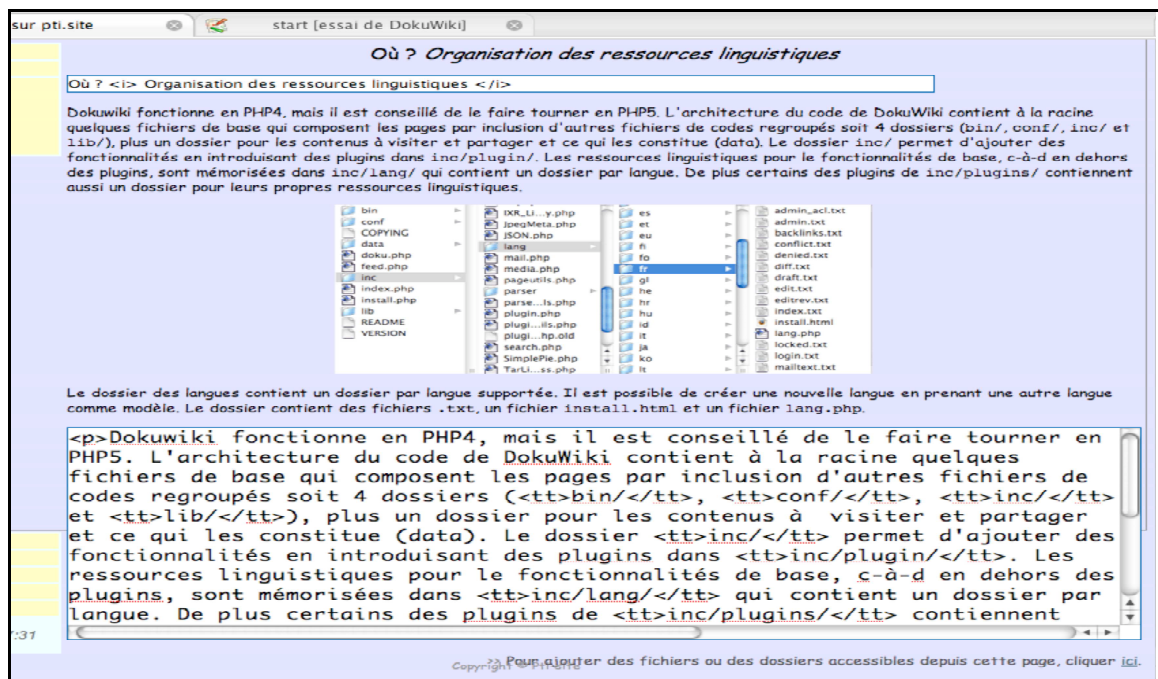 sur pti.site
start [essai de DokuWiki]
Où ? Organisation des ressources linguistiques
Où ? <i> Organisation des ressources linguistiques </i>
Dokuwiki fonctionne en PHP4, mais il est conseillé de le faire tourner en PHP5. L'architecture du code de DokuWiki contient à la racine
quelques fichiers de base qui composent les pages par inclusion d'autres fichiers de codes regroupés soit 4 dossiers (bin/, conf/, inc/ et
lib/), plus un dossier pour les contenus à visiter et partager et ce qui les constitue (data). Le dossier inc/ permet d'ajouter des
fonctionnalités en introduisant des plugins dans inc/plugin/. Les ressources linguistiques pour le fonctionnalités de base, c-à-d en dehors
des plugins, sont mémorisées dans inc/lang/ qui contient un dossier par langue. De plus certains des plugins de inc/plugins/ contiennent
aussi un dossier pour leurs propres ressources linguistiques.
bin
conf
COPYING
data
doku.php
feed.php
inc
index.php
install.php
lib
README
VERSION
IXR_Li...y.php
JpegMeta.php
JSON.php
lang
mail.php
media.php
pageutils.php
parser
parse...ls.php
plugin.php
plugi...ils.php
plugi...hp.old
search.php
SimplePie.php
TarLi...ss.php
es
et
eu
fi
fo
fr
gl
he
hr
hu
id
it
ja
ko
lt
admin_acl.txt
admin.txt
backlinks.txt
conflict.txt
denied.txt
diff.txt
draft.txt
edit.txt
editrev.txt
index.txt
install.html
lang.php
locked.txt
login.txt
mailtext.txt
Le dossier des langues contient un dossier par langue supportée. Il est possible de créer une nouvelle langue en prenant une autre langue
comme modèle. Le dossier contient des fichiers .txt, un fichier install.html et un fichier lang.php.
<p>Dokuwiki fonctionne en PHP4, mais il est conseillé de le faire tourner en
PHP5. L'architecture du code de DokuWiki contient à la racine quelques
fichiers de base qui composent les pages par inclusion d'autres fichiers de
codes regroupés soit 4 dossiers (<tt>bin/</tt>, <tt>conf/</tt>, <tt>inc/</tt>
et <tt>lib/</tt>), plus un dossier pour les contenus à  visiter et partager
et ce qui les constitue (data). Le dossier <tt>inc/</tt> permet d'ajouter des
fonctionnalités en introduisant des plugins dans <tt>inc/plugin/</tt>. Les
ressources linguistiques pour le fonctionnalités de base, c-à-d en dehors des
plugins, sont mémorisées dans <tt>inc/lang/</tt> qui contient un dossier par
langue. De plus certains des plugins de <tt>inc/plugins/</tt> contiennent
:31
>> Pour ajouter des fichiers ou des dossiers accessibles depuis cette page, cliquer ici.
Copyright © Pti-site